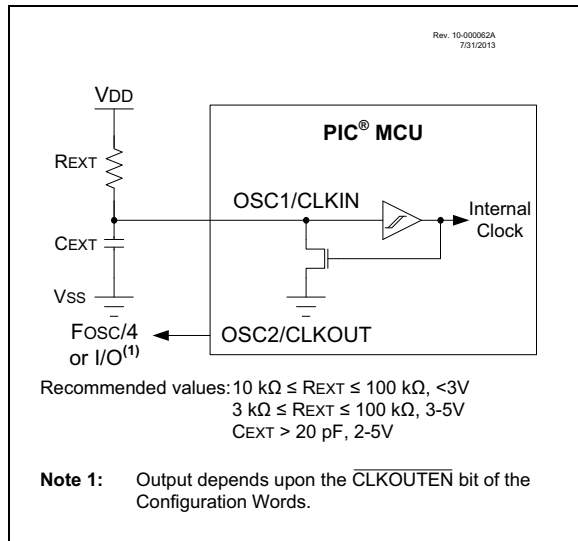 Rev. 10-000062A
7/31/2013
VDD
PIC® MCU
REXT
OSC1/CLKIN
Internal
Clock
CEXT
VSS
FOSC/4
or I/O(1)
OSC2/CLKOUT
Recommended values: 10 kΩ ≤ REXT ≤ 100 kΩ, <3V
3 kΩ ≤ REXT ≤ 100 kΩ, 3-5V
CEXT > 20 pF, 2-5V
Note 1: Output depends upon the CLKOUTEN bit of the
Configuration Words.